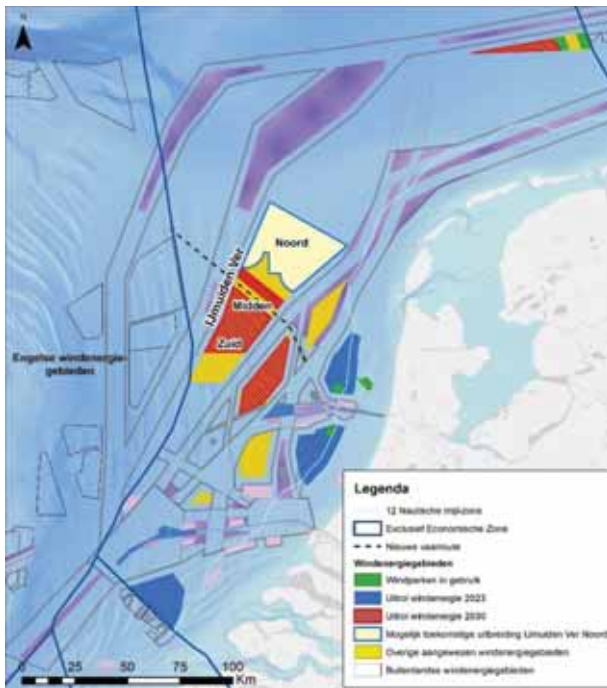 N
Noord
IJmuiden Ver
Midden
Zuid
Engelse windenergie-
gebieden
Legenda
12 Nautische mijlszone
Exclusief Economische Zone
Nieuwe vaarroute
Windenergiegebieden
Windparken in gebruik
Uitrol windenergie 2023
Uitrol windenergie 2030
Mogelijk toekomstige uitbreiding IJmuiden Ver Noord
Overige aangewezen windenergiegebieden
Buitenlandse windenergiegebieden
0 25 50 75 100
Km